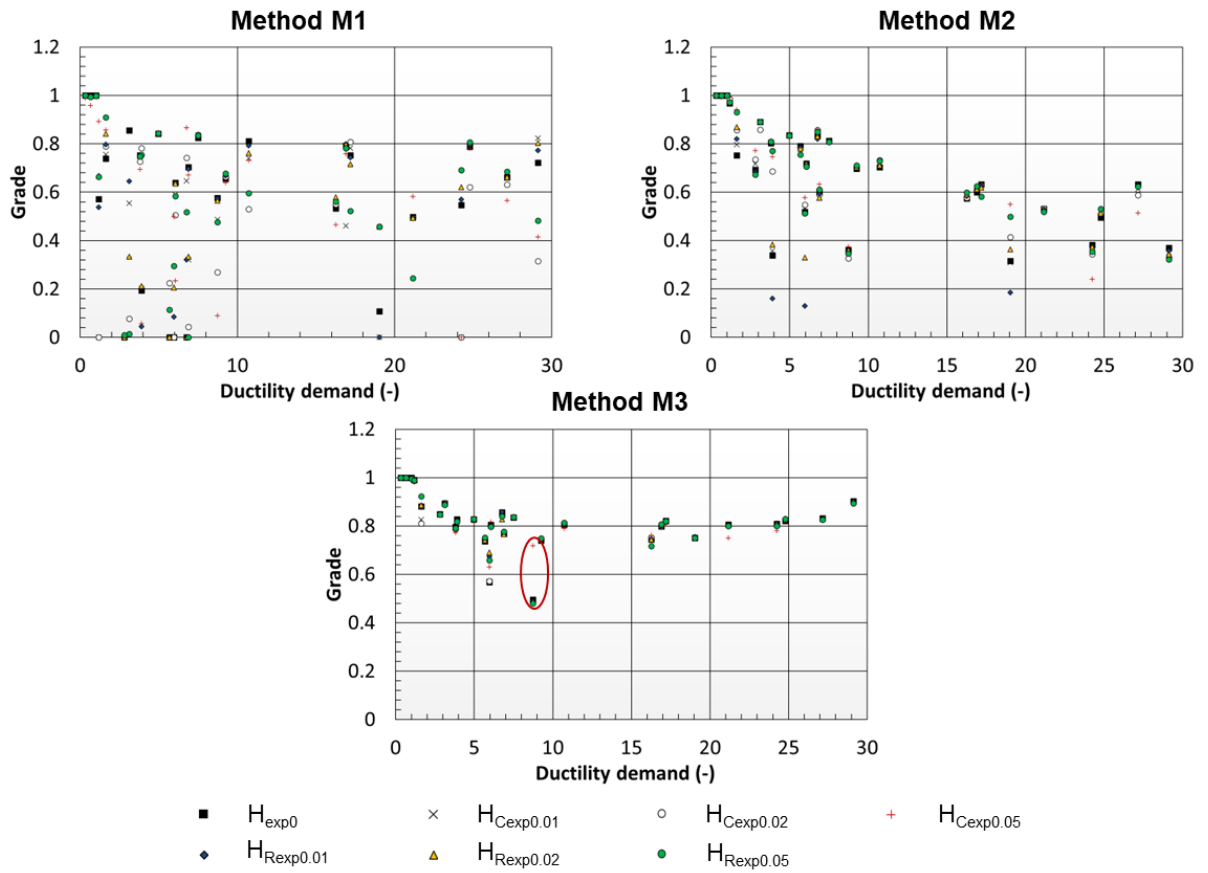 Method M1
Method M2
1.2
1
0.8
0.6
0.4
0.2
0
Grade
0
10
20
30
Ductility demand (-)
1.2
1
0.8
0.6
0.4
0.2
0
Grade
0
5
10
15
20
25
30
Ductility demand (-)
Method M3
1.2
1
0.8
0.6
0.4
0.2
0
Grade
0
5
10
15
20
25
30
Ductility demand (-)
Hexp0
HCexp0.01
HCexp0.02
HCexp0.05
HRexp0.01
HRexp0.02
HRexp0.05